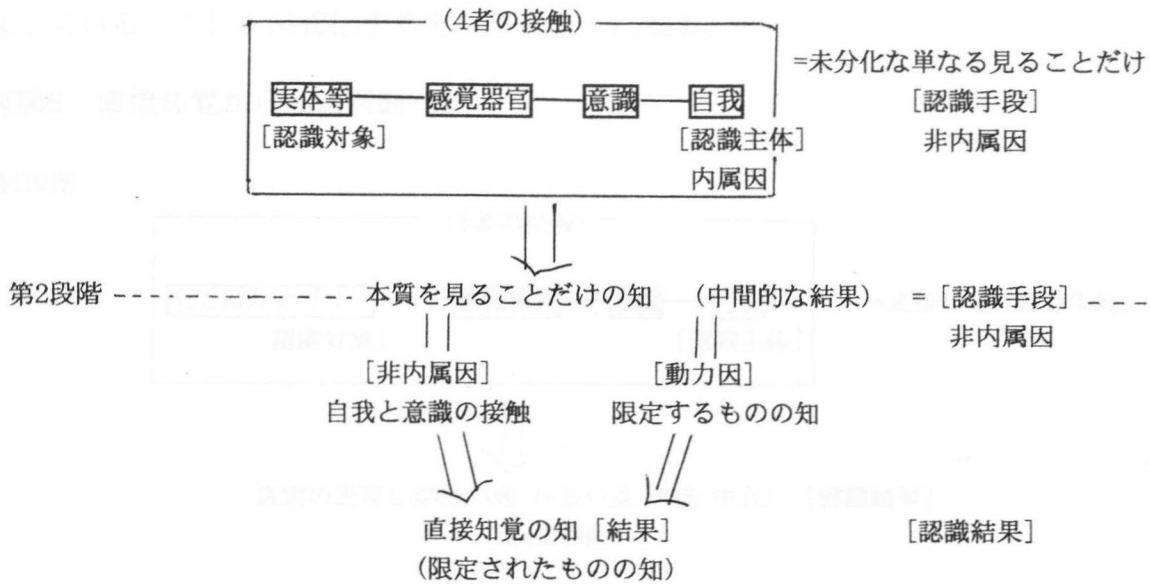 (4者の接触)
=未分化な単なる見ることだけ
実体等 感覚器官 意識 自我 [認識手段]
[認識対象] [認識主体] 非内属因
内属因
第2段階 本質を見ることだけの知 (中間的な結果) =[認識手段]
非内属因
[非内属因] [動力因]
自我と意識の接触 限定するものの知
直接知覚の知[結果] [認識結果]
(限定されたものの知)